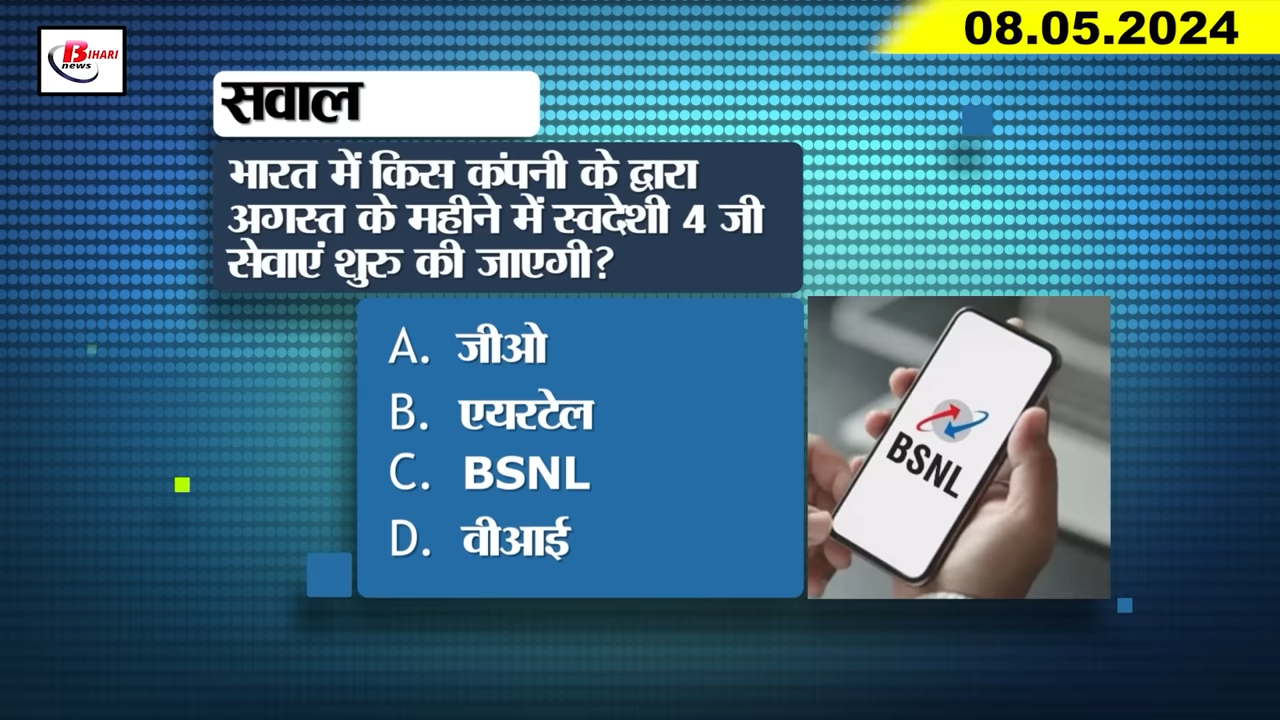 BIHARI
news
08.05.2024
सवाल
भारत में किस कंपनी के द्वारा
अगस्त के महीने में स्वदेशी 4 जी
सेवाएं शुरु की जाएगी?
A. जीओ
B. एयरटेल
C. BSNL
D. वीआई
BSNL